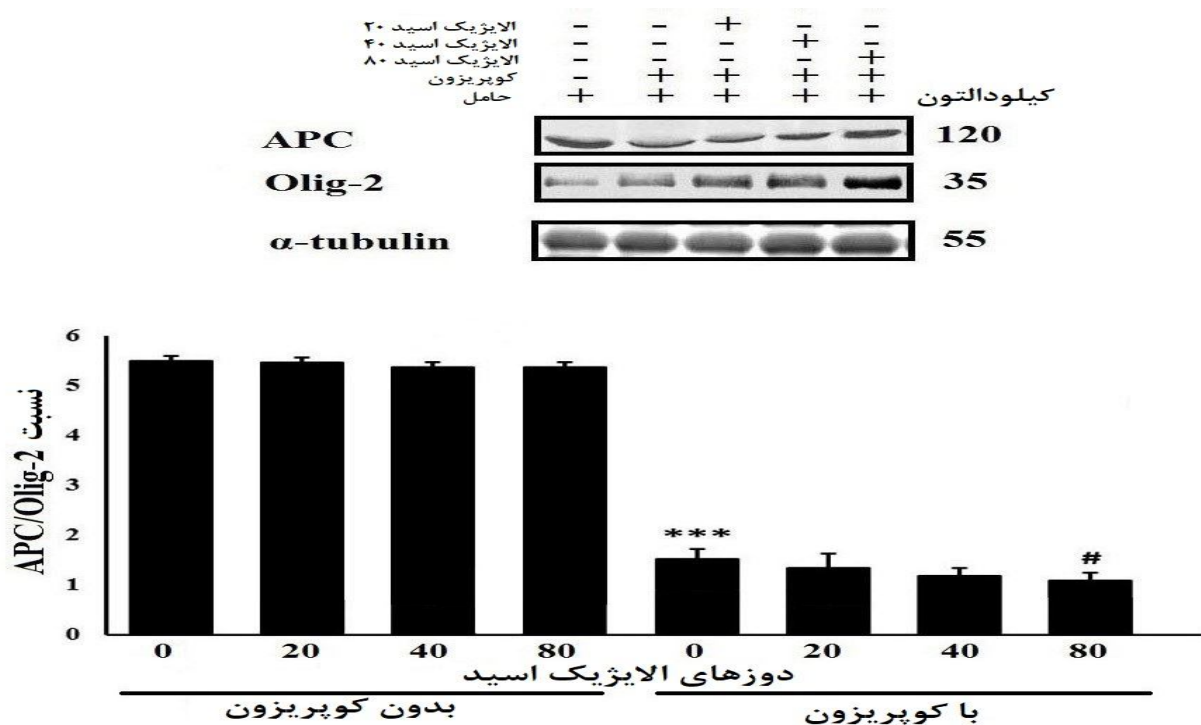 الایژیک اسید ۲۰ - - + - -
الایژیک اسید ۴۰ - - - + -
الایژیک اسید ۸۰ - - - - +
کوپریزون - + + + +
حامل + + + + +
کیلودالتون
APC 120
Olig-2 35
α-tubulin 55
نسبت APC/Olig-2
6
5
4
3
2
1
0
***
#
0 20 40 80 0 20 40 80
دوزهای الایژیک اسید
بدون کوپریزون با کوپریزون